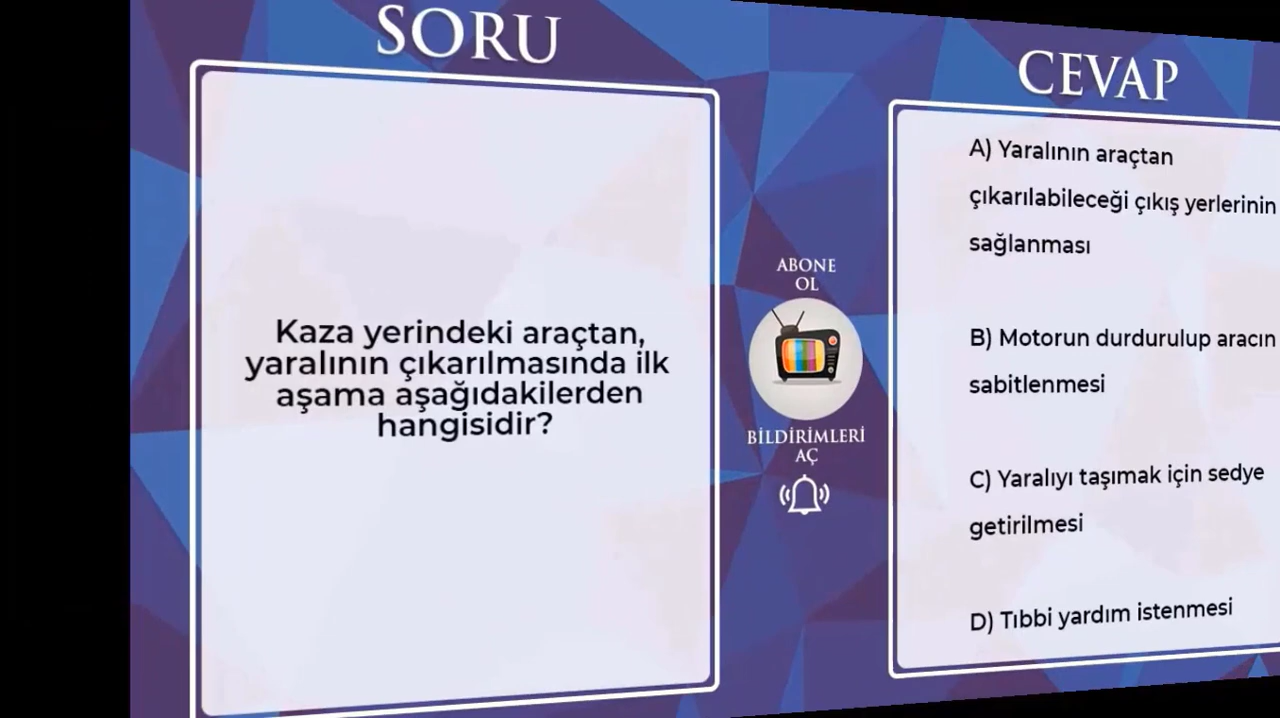 SORU
Kaza yerindeki araçtan,
yaralının çıkarılmasında ilk
aşama aşağıdakilerden
hangisidir?
ABONE
OL
BİLDİRİMLERİ
AÇ
CEVAP
A) Yaralının araçtan
çıkarılabileceği çıkış yerlerinin
sağlanması
B) Motorun durdurulup aracın
sabitlenmesi
C) Yaralıyı taşımak için sedye
getirilmesi
D) Tıbbi yardım istenmesi